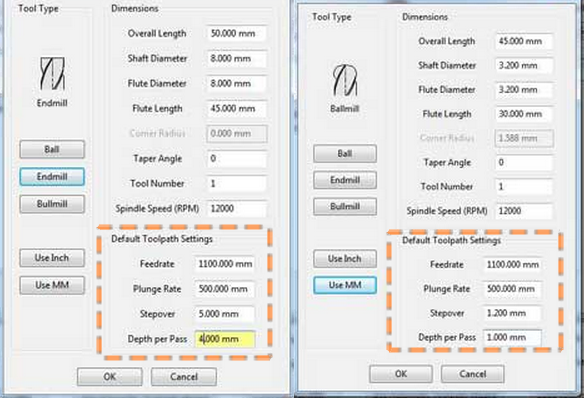 Tool Type
Endmill
Ball
Endmill
Bullmill
Use Inch
Use MM
Dimensions
Overall Length 50.000 mm
Shaft Diameter 8.000 mm
Flute Diameter 8.000 mm
Flute Length 45.000 mm
Corner Radius 0.000 mm
Taper Angle 0
Tool Number 1
Spindle Speed (RPM) 12000
Default Toolpath Settings
Feedrate 1100.000 mm
Plunge Rate 500.000 mm
Stepover 5.000 mm
Depth per Pass 4.000 mm
OK Cancel
Tool Type
Ballmill
Ball
Endmill
Bullmill
Use Inch
Use MM
Dimensions
Overall Length 45.000 mm
Shaft Diameter 3.200 mm
Flute Diameter 3.200 mm
Flute Length 30.000 mm
Corner Radius 1.588 mm
Taper Angle 0
Tool Number 1
Spindle Speed (RPM) 12000
Default Toolpath Settings
Feedrate 1100.000 mm
Plunge Rate 500.000 mm
Stepover 1.200 mm
Depth per Pass 1.000 mm
OK Cancel